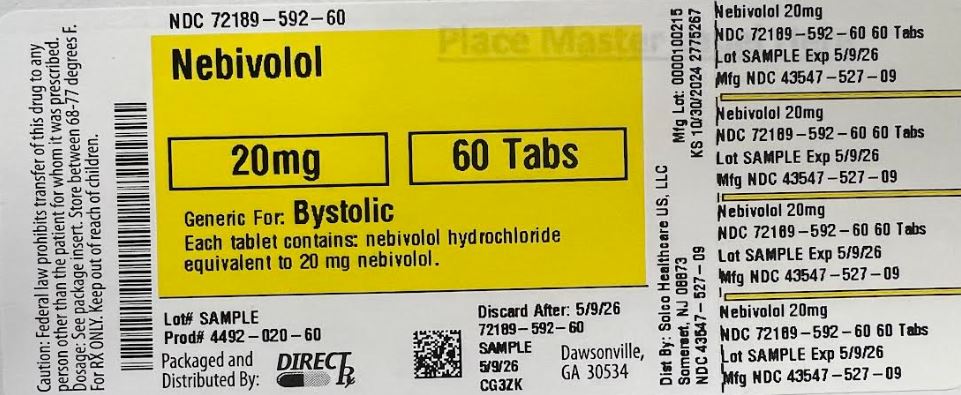 Caution: Federal law prohibits transfer of this drug to any
person other than the patient for whom it was prescribed.
Dosage: See package insert. Store between 68-77 degrees F.
For RX ONLY. Keep out of reach of children.
NDC 72189-592-60
Place Master
Nebivolol
20mg
60 Tabs
Generic For: Bystolic
Each tablet contains: nebivolol hydrochloride
equivalent to 20 mg nebivolol.
Lot# SAMPLE
Prod# 4492-020-60
Packaged and
Distributed By:
DIRECT Rx
Discard After: 5/9/26
72189-592-60
SAMPLE
5/9/26
CG3ZK
Dawsonville,
GA 30534
Dist By: Solco Healthcare US, LLC
Somerset, NJ 08873
NDC 43547-527-09
Mfg Lot: 0000100215
KS 10/30/2024 2775267
Nebivolol 20mg
NDC 72189-592-60 60 Tabs
Lot SAMPLE Exp 5/9/26
Mfg NDC 43547-527-09
Nebivolol 20mg
NDC 72189-592-60 60 Tabs
Lot SAMPLE Exp 5/9/26
Mfg NDC 43547-527-09
Nebivolol 20mg
NDC 72189-592-60 60 Tabs
Lot SAMPLE Exp 5/9/26
Mfg NDC 43547-527-09
Nebivolol 20mg
NDC 72189-592-60 60 Tabs
Lot SAMPLE Exp 5/9/26
Mfg NDC 43547-527-09